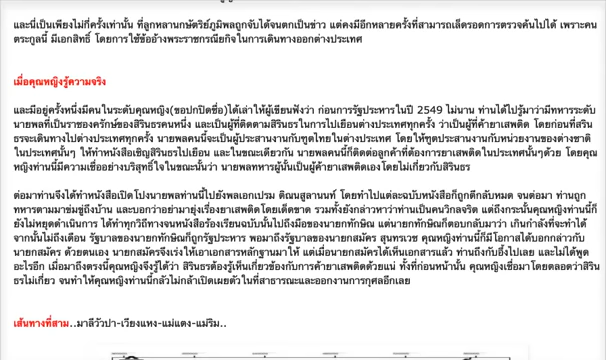 และนี่เป็นเพียงไม่กี่ครั้งเท่านั้น ที่ลูกหลานกษัตริย์ภูมิพลถูกจับได้จนตกเป็นข่าว แต่คงมีอีกหลายครั้งที่สามารถเล็ดรอดการตรวจค้นไปได้ เพราะคน
ตระกูลนี้ มีเอกสิทธิ์ โดยการใช้ข้ออ้างพระราชกรณียกิจในการเดินทางออกต่างประเทศ
เมื่อคุณหญิงรู้ความจริง
และมีอยู่ครั้งหนึ่งมีคนในระดับคุณหญิง(ขอปกปิดชื่อ)ได้เล่าให้ผู้เขียนฟังว่า ก่อนการรัฐประหารในปี 2549 ไม่นาน ท่านได้ไปรู้มาว่ามีทหารระดับ
นายพลที่เป็นราชองครักษ์ของสิรินธรคนหนึ่ง และเป็นผู้ที่ติดตามสิรินธรในการไปเยือนต่างประเทศทุกครั้ง ว่าเป็นผู้ที่ค้ายาเสพติด โดยก่อนที่สริน
ธรจะเดินทางไปต่างประเทศทุกครั้ง นายพลคนนี้จะเป็นผู้ประสานงานกับทูตไทยในต่างประเทศ โดยให้ทูตประสานงานกับหน่วยงานของต่างชาติ
ในประเทศนั้นๆ ให้ทำหนังสือเชิญสิรินธรไปเยือน และในขณะเดียวกัน นายพลคนนี้ก็ติดต่อลูกค้าที่ต้องการยาเสพติดในประเทศนั้นๆด้วย โดยคุณ
หญิงท่านนี้มีความเชื่ออย่างบริสุทธิ์ใจในขณะนั้นว่า นายพลทหารผู้นั้นเป็นผู้ค้ายาเสพติดเองโดยไม่เกี่ยวกับสิรินธร
ต่อมาท่านจึงได้ทำหนังสือเปิดโปงนายพลท่านนี้ไปยังพลเอกเปรม ติณสูลานนท์ โดยทำไปแต่ละฉบับหนังสือก็ถูกตีกลับหมด จนต่อมา ท่านถูก
ทหารตามมาข่มขู่ถึงบ้าน และบอกว่าอย่ามายุ่งเรื่องยาเสพติดโดยเด็ดขาด รวมทั้งยังกล่าวหาว่าท่านเป็นคนวิกลจริต แต่ถึงกระนั้นคุณหญิงท่านนี้ก็
ยังไม่หยุดดำเนินการ ได้ทำทุกวิถีทางจนหนังสือร้องเรียนฉบับนั้นไปถึงมือของนายกทักษิณ แต่นายกทักษิณก็ตอบกลับมาว่า เกินกำลังที่จะทำได้
จากนั้นไม่ถึงเดือน รัฐบาลของนายกทักษิณก็ถูกรัฐประหาร พอมาถึงรัฐบาลของนายกสมัคร สุนทรเวช คุณหญิงท่านนี้ก็มีโอกาสได้บอกกล่าวกับ
นายกสมัคร ด้วยตนเอง นายกสมัครจึงเร่งให้เอาเอกสารหลักฐานมาให้ แต่เมื่อนายกสมัครได้เห็นเอกสารแล้ว ท่านถึงกับอึ้งไปเลย และไม่ได้พูด
อะไรอีก เมื่อมาถึงตรงนี้คุณหญิงจึงรู้ได้ว่า สิรินธรต้องรู้เห็นเกี่ยวข้องกับการค้ายาเสพติดด้วยแน่ ทั้งที่ก่อนหน้านั้น คุณหญิงเชื่อมาโดยตลอดว่าสิริน
ธรไม่เกี่ยว จนทำให้คุณหญิงท่านนี้กลัวไม่กล้าเปิดเผยตัวในที่สาธารณะและออกงานการกุศลอีกเลย
เส้นทางที่สาม..มาลีวัวปา-เวียงแหง-แม่แตง-แม่ริม..